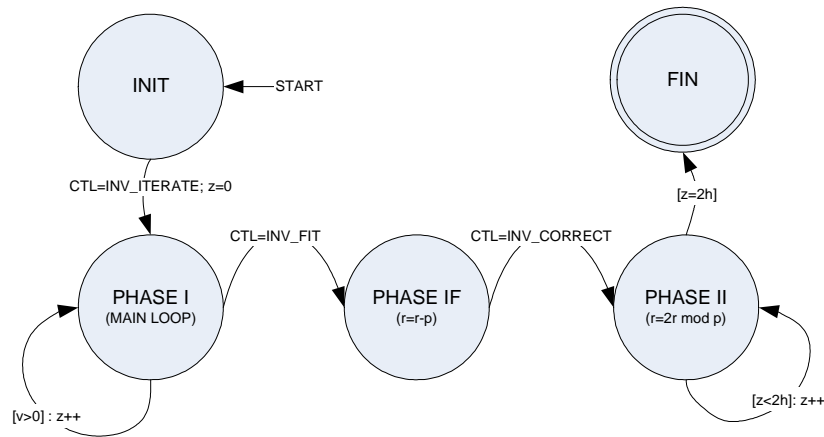 INIT
START
FIN
CTL=INV_ITERATE; z=0
[z=2h]
CTL=INV_FIT
CTL=INV_CORRECT
PHASE I
(MAIN LOOP)
PHASE IF
(r=r-p)
PHASE II
(r=2r mod p)
[v>0] : z++
[z<2h]: z++